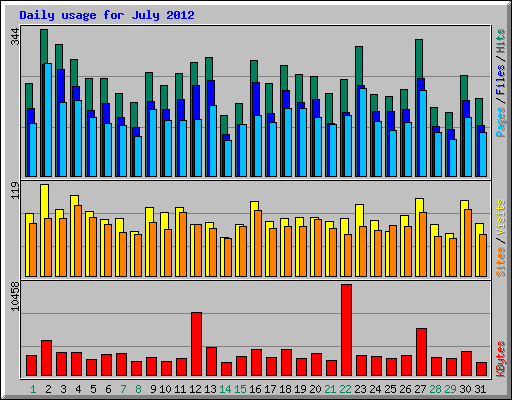 Daily usage for July 2012
344
Pages / Files / Hits
119
Sites / Visits
10458
KBytes
1 2 3 4 5 6 7 8 9 10 11 12 13 14 15 16 17 18 19 20 21 22 23 24 25 26 27 28 29 30 31